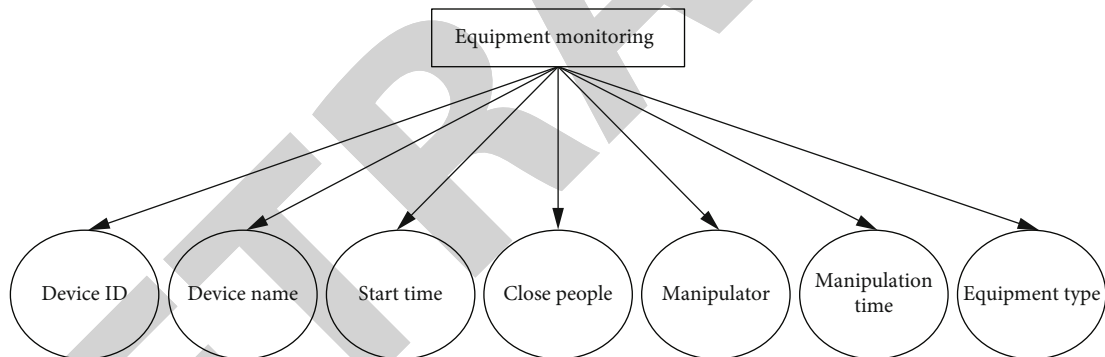 Equipment monitoring
Device ID
Device name
Start time
Close people
Manipulator
Manipulation
time
Equipment type